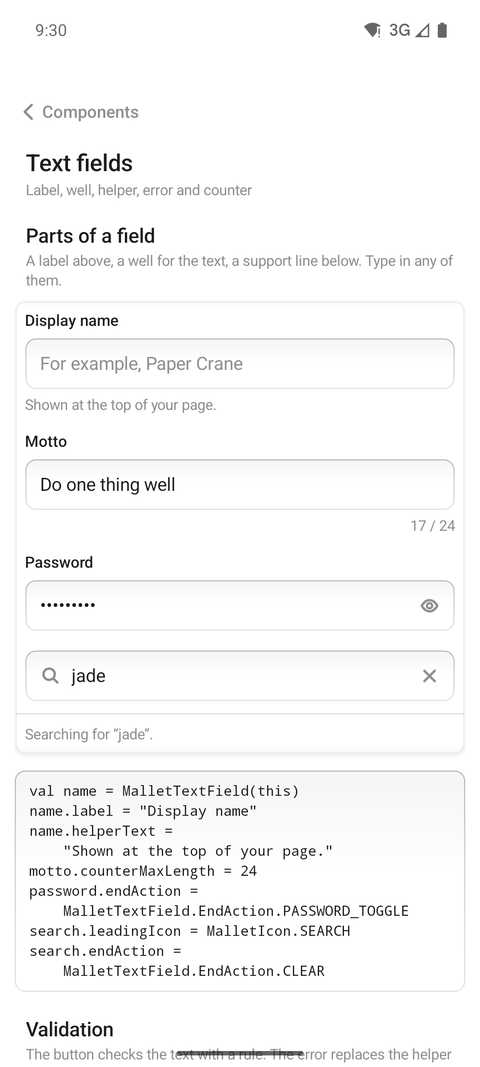 9:30
3G
Components
Text fields
Label, well, helper, error and counter
Parts of a field
A label above, a well for the text, a support line below. Type in any of
them.
Display name
For example, Paper Crane
Shown at the top of your page.
Motto
Do one thing well
17 / 24
Password
•••••••••
jade
Searching for “jade”.
val name = MalletTextField(this)
name.label = "Display name"
name.helperText =
    "Shown at the top of your page."
motto.counterMaxLength = 24
password.endAction =
    MalletTextField.EndAction.PASSWORD_TOGGLE
search.leadingIcon = MalletIcon.SEARCH
search.endAction =
    MalletTextField.EndAction.CLEAR
Validation
The button checks the text with a rule. The error replaces the helper